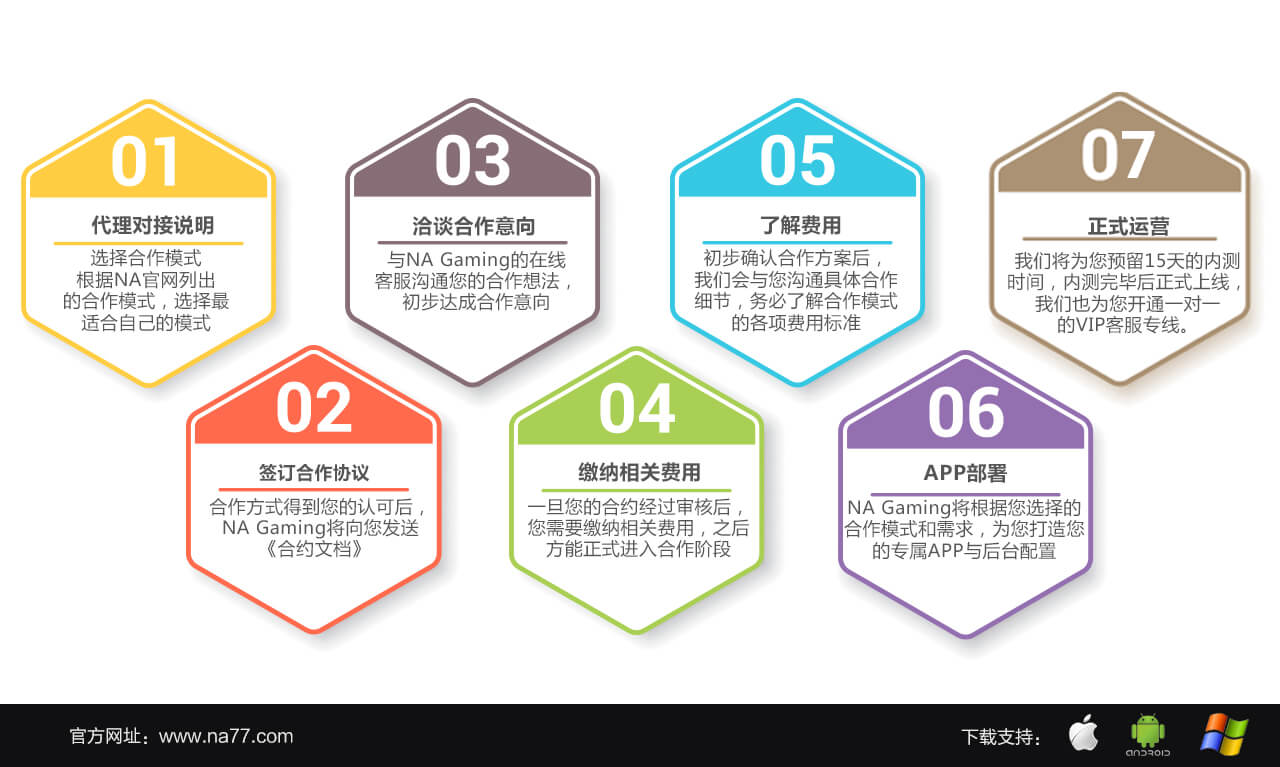 01
代理对接说明
选择合作模式
根据NA官网列出
的合作模式，选择最
适合自己的模式
02
签订合作协议
合作方式得到您的认可后，
NA Gaming将向您发送
《合约文档》
03
洽谈合作意向
与NA Gaming的在线
客服沟通您的合作想法，
初步达成合作意向
04
缴纳相关费用
一旦您的合约经过审核后，
您需要缴纳相关费用，之后
方能正式进入合作阶段
05
了解费用
初步确认合作方案后，
我们会与您沟通具体合作
细节，务必了解合作模式
的各项费用标准
06
APP部署
NA Gaming将根据您选择的
合作模式和需求，为您打造您
的专属APP与后台配置
07
正式运营
我们将为您预留15天的内测
时间，内测完毕后正式上线，
我们也为您开通一对一
的VIP客服专线。
官方网址：www.na77.com
下载支持：
ANDROID